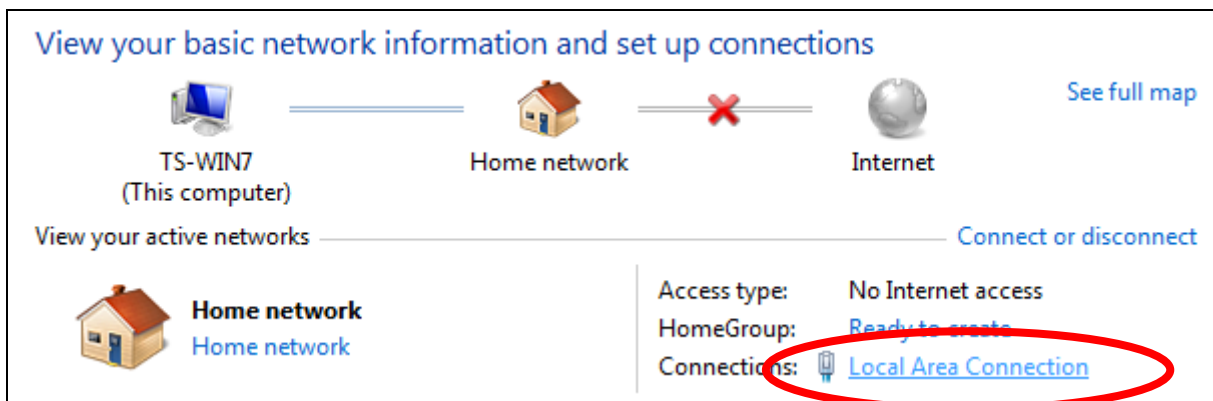 View your basic network information and set up connections
See full map
TS-WIN7
(This computer)
Home network
Internet
View your active networks
Connect or disconnect
Home network
Home network
Access type: No Internet access
HomeGroup: Ready to create
Connections: Local Area Connection